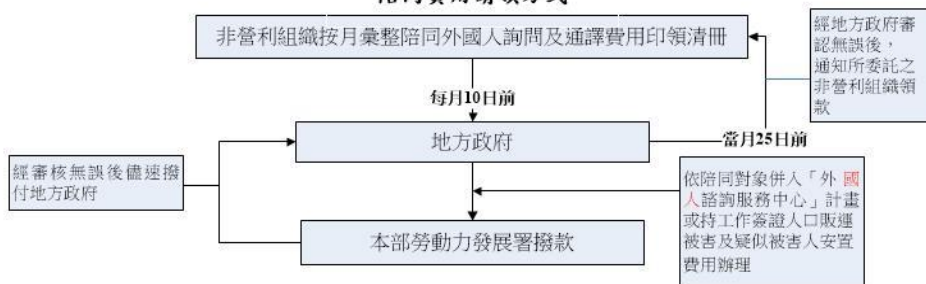 非營利組織按月彙整陪同外國人詢問及通譯費用印領清冊
經地方政府審
認無誤後，
通知所委託之
非營利組織領
款
每月10日前
地方政府
當月25日前
經審核無誤後儘速撥
付地方政府
依陪同對象併入「外 國
人諮詢服務中心」計畫
或持工作簽證人口販運
被害及疑似被害人安置
費用辦理
本部勞動力發展署撥款